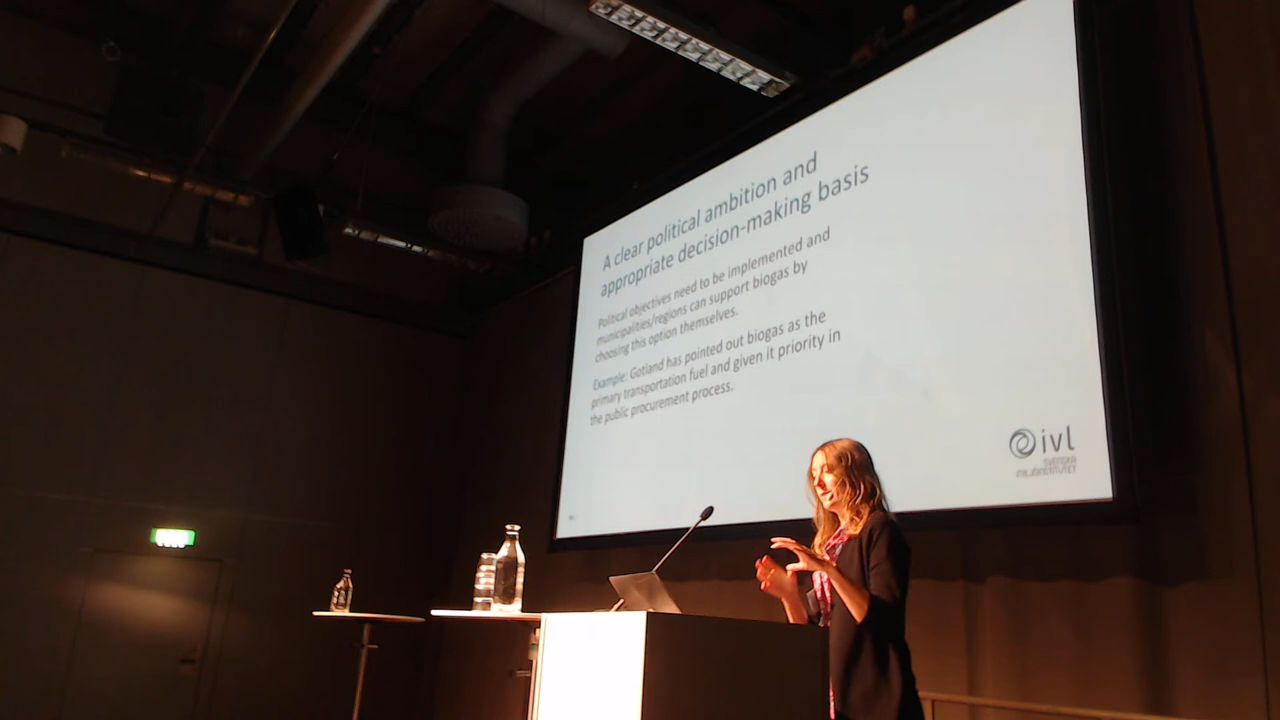 A clear political ambition and
appropriate decision-making basis
Political objectives need to be implemented and
municipalities/regions can support biogas by
choosing this option themselves.
Example: Gotland has pointed out biogas as the
primary transportation fuel and given it priority in
the public procurement process.
ivl
SVENSKA
MILJÖINSTITUTET